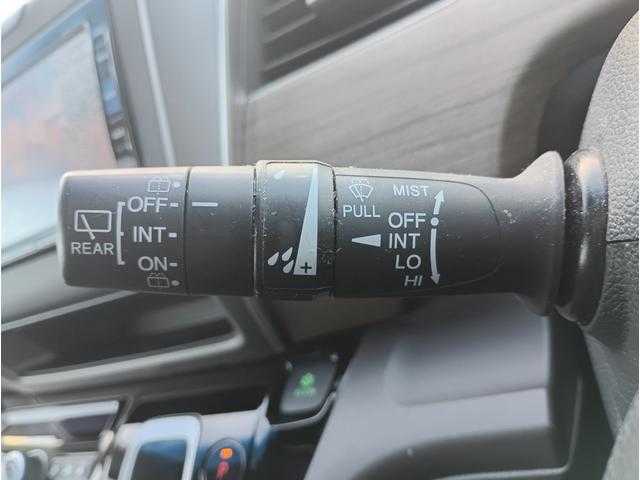 OFF
REAR
INT
ON
- 
+
PULL
MIST
OFF
INT
LO
HI